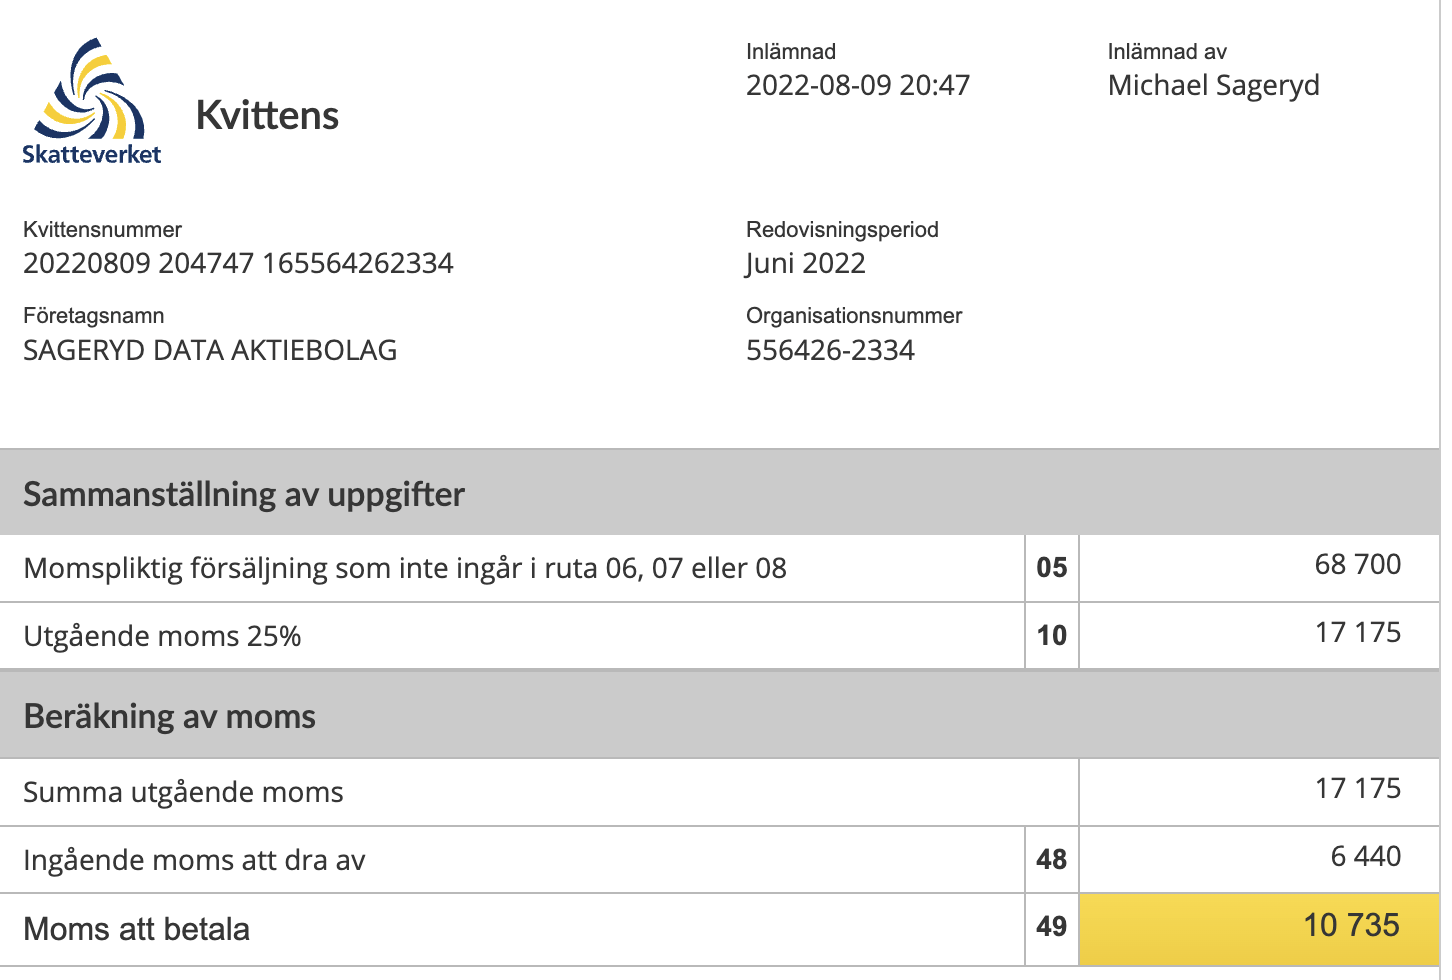 Skatteverket
Kvittens
Inlämnad
2022-08-09 20:47
Inlämnad av
Michael Sageryd
Kvittensnummer
20220809 204747 165564262334
Redovisningsperiod
Juni 2022
Företagsnamn
SAGERYD DATA AKTIEBOLAG
Organisationsnummer
556426-2334
Sammanställning av uppgifter
Momspliktig försäljning som inte ingår i ruta 06, 07 eller 08 05 68 700
Utgående moms 25% 10 17 175
Beräkning av moms
Summa utgående moms 17 175
Ingående moms att dra av 48 6 440
Moms att betala 49 10 735